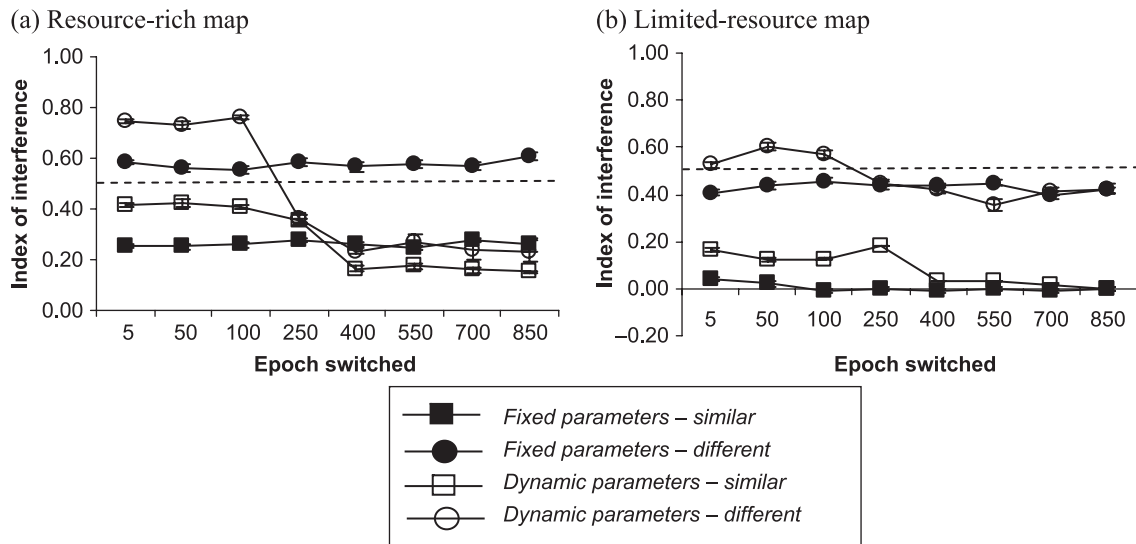 (a) Resource-rich map
Index of interference
1.00
0.80
0.60
0.40
0.20
0.00
5 50 100 250 400 550 700 850
Epoch switched
(b) Limited-resource map
Index of interference
1.00
0.80
0.60
0.40
0.20
0.00
–0.20
5 50 100 250 400 550 700 850
Epoch switched
Fixed parameters – similar
Fixed parameters – different
Dynamic parameters – similar
Dynamic parameters – different